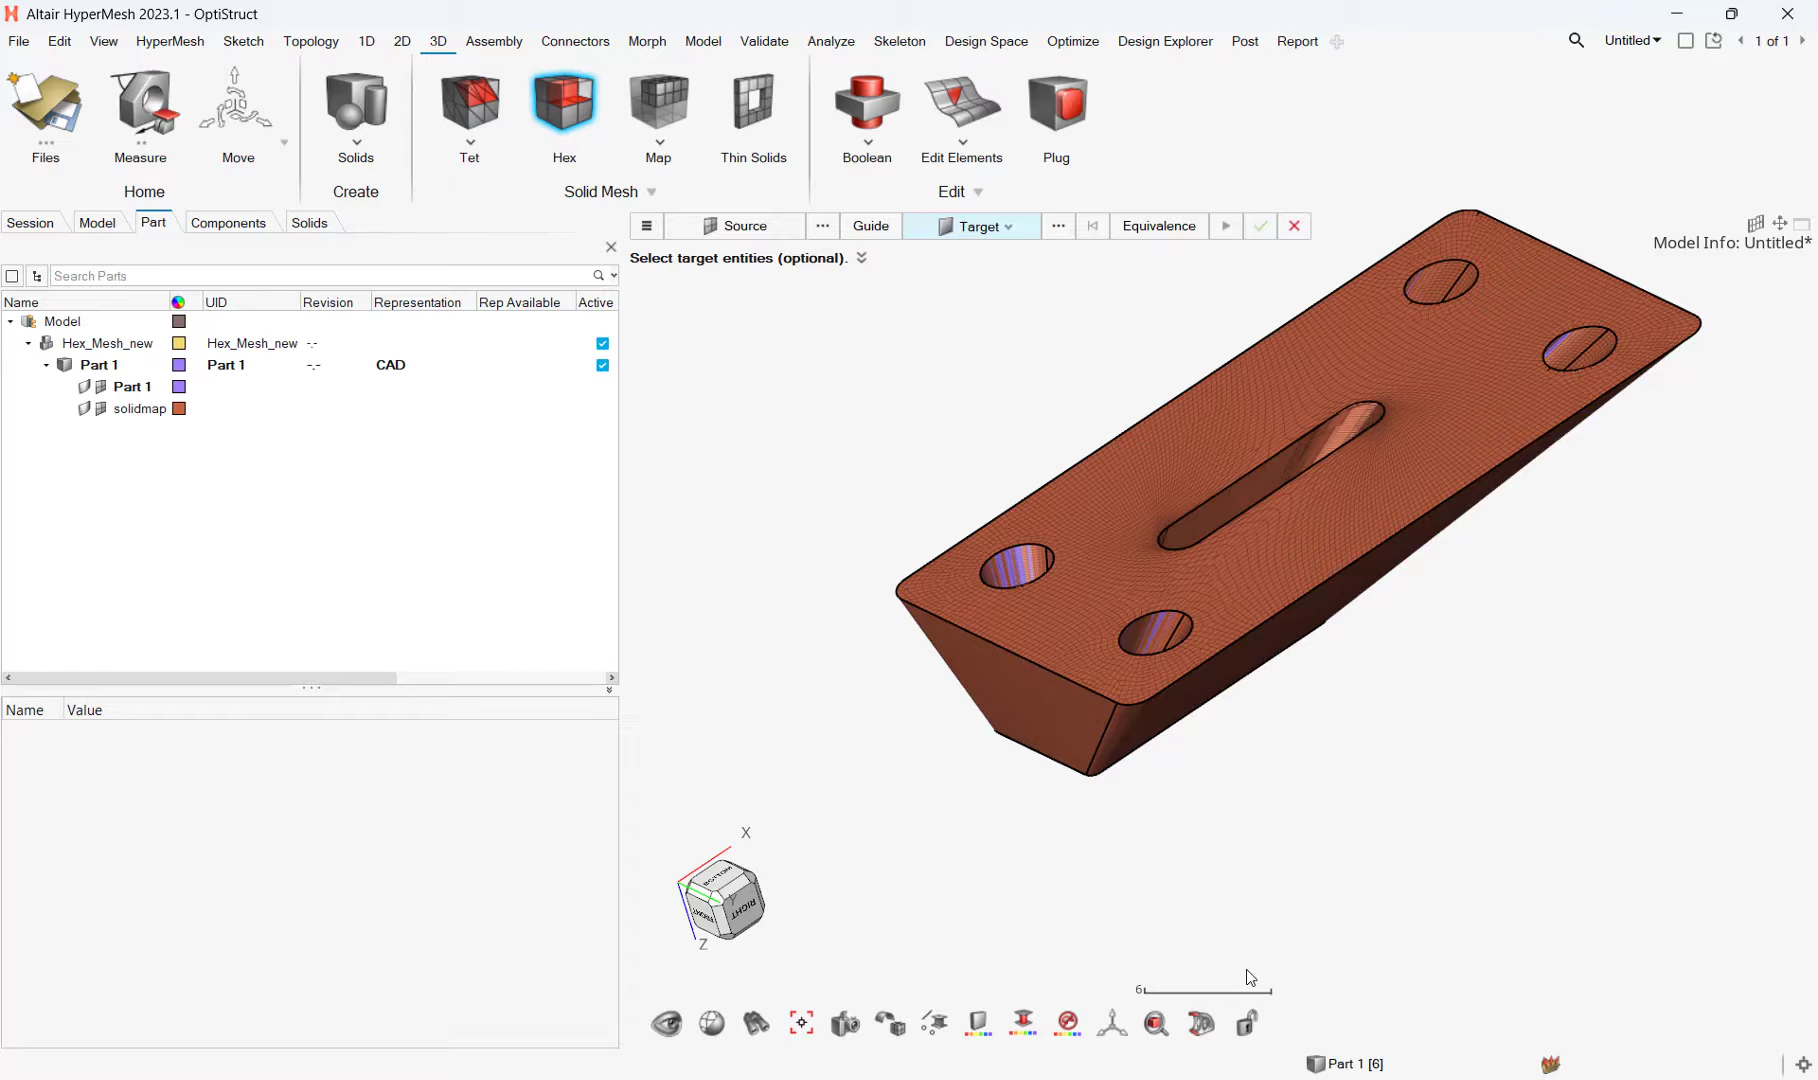 Altair HyperMesh 2023.1 - OptiStruct
File Edit View HyperMesh Sketch Topology 1D 2D 3D Assembly Connectors Morph Model Validate Analyze Skeleton Design Space Optimize Design Explorer Post Report Untitled 1 of 1
Files Measure Move Solids Tet Hex Map Thin Solids Boolean Edit Elements Plug
Home Create Solid Mesh Edit
Session Model Part Components Solids
Source Guide Target Equivalence
Model Info: Untitled*
Select target entities (optional).
Search Parts
Name UID Revision Representation Rep Available Active
Model
Hex_Mesh_new Hex_Mesh_new -.-
Part 1 Part 1 -.- CAD
Part 1
solidmap
Name Value
X
BOTTOM
FRONT RIGHT
Y
Z
6
Part 1 [6]